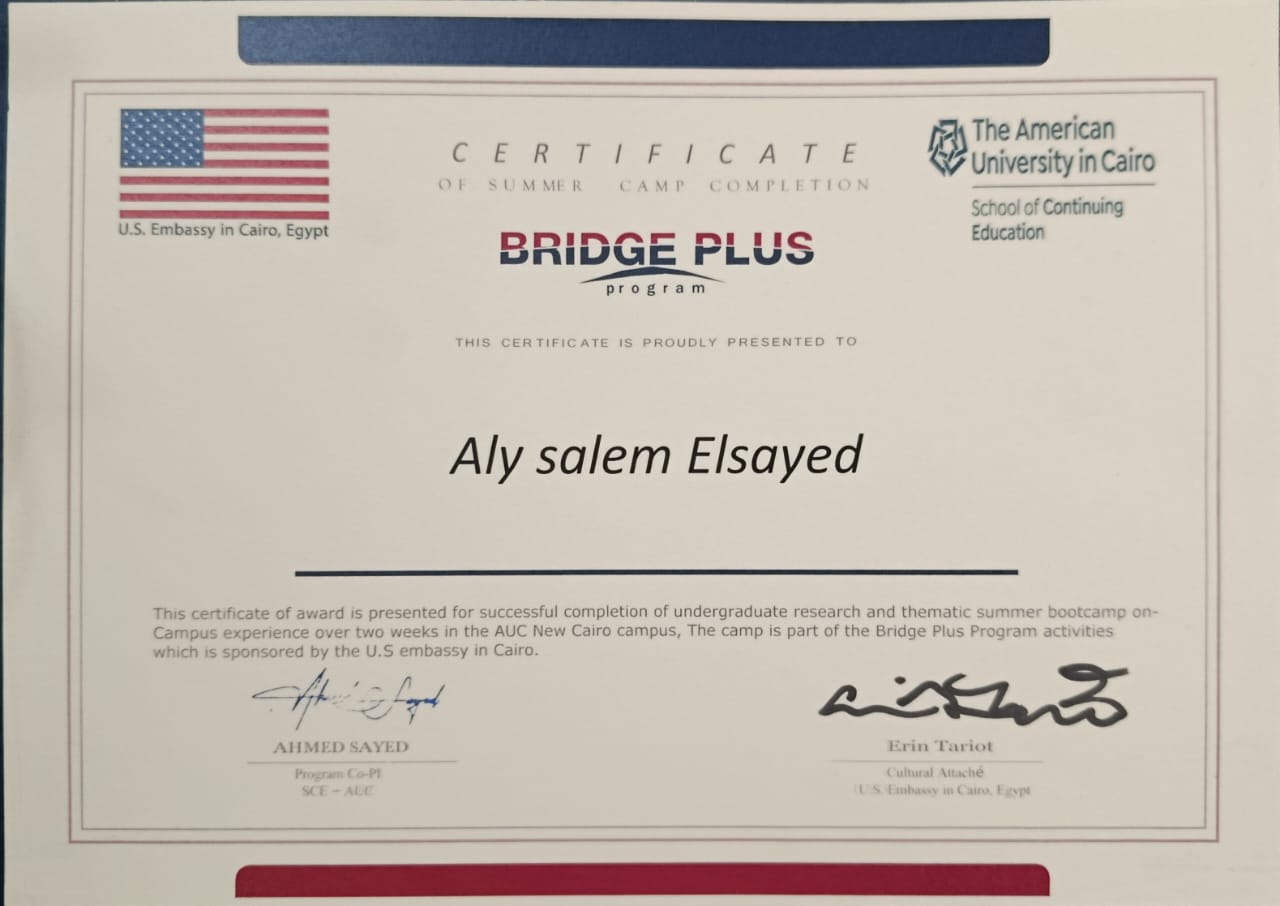 U.S. Embassy in Cairo, Egypt
CERTIFICATE
OF SUMMER CAMP COMPLETION
The American
University in Cairo
School of Continuing
Education
BRIDGE PLUS
program
THIS CERTIFICATE IS PROUDLY PRESENTED TO
Aly salem Elsayed
This certificate of award is presented for successful completion of undergraduate research and thematic summer bootcamp on-
Campus experience over two weeks in the AUC New Cairo campus, The camp is part of the Bridge Plus Program activities
which is sponsored by the U.S embassy in Cairo.
AHMED SAYED
Program Co-PI
SCE – AUC
Erin Tariot
Cultural Attaché
U.S. Embassy in Cairo, Egypt